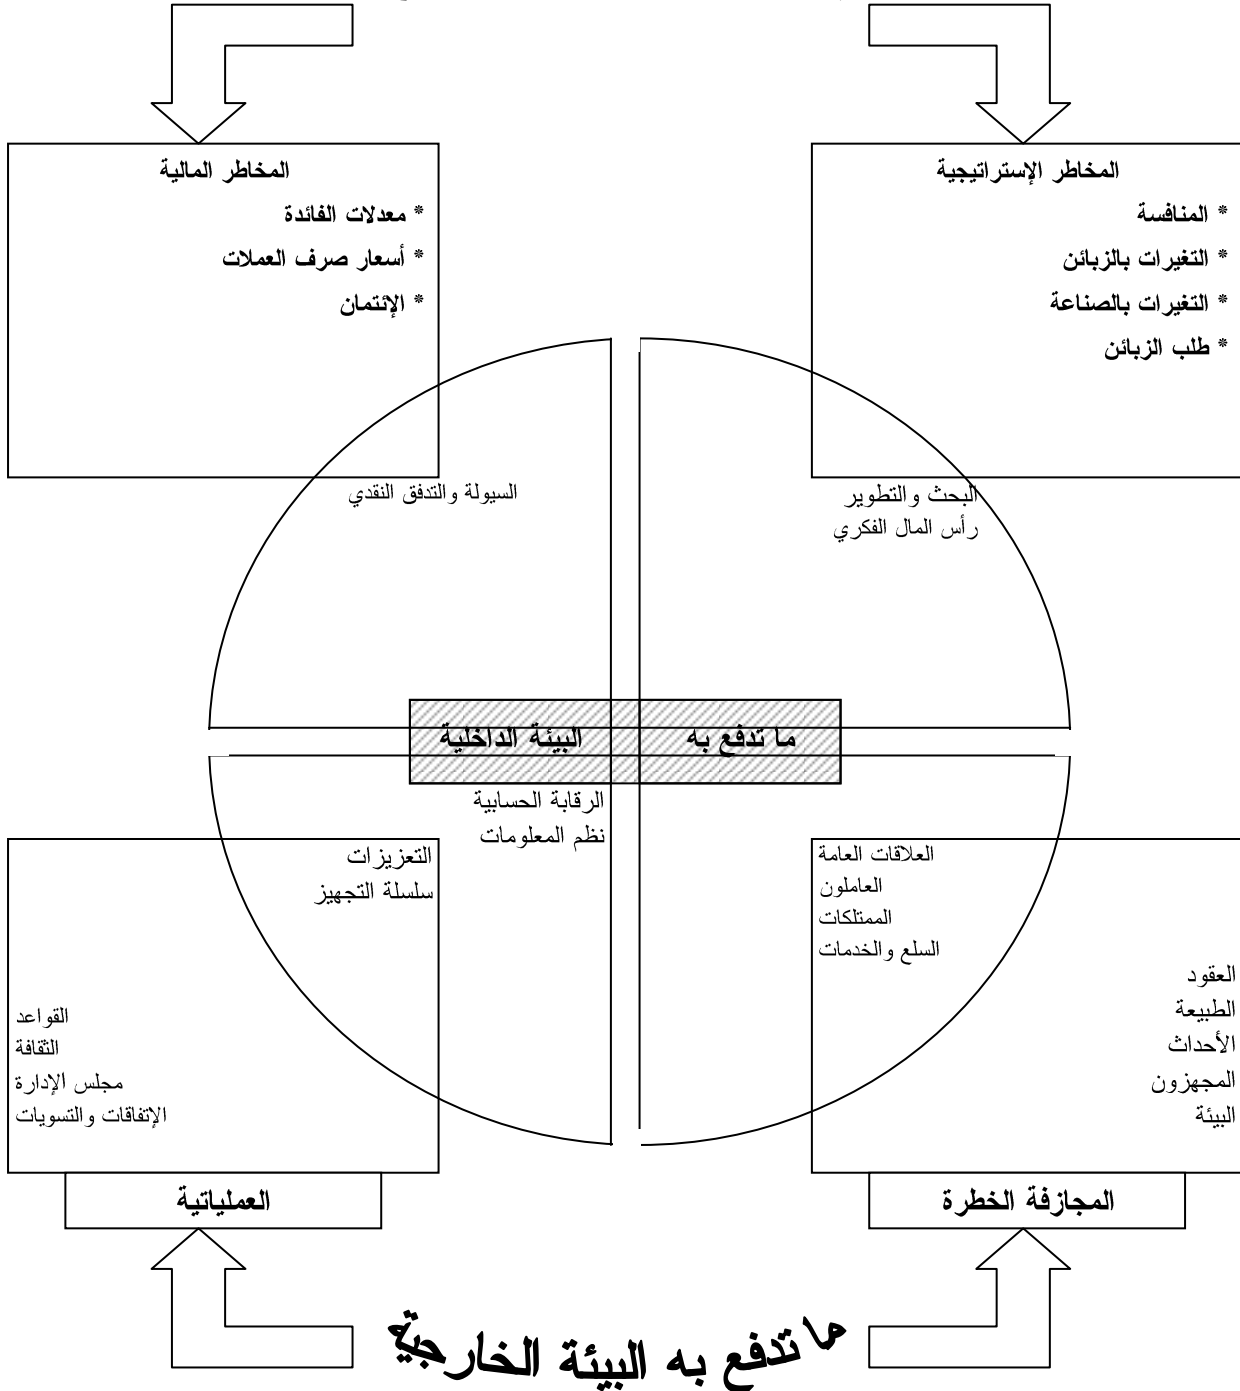 المخاطر الإستراتيجية
* المنافسة
* التغيرات بالزبائن
* التغيرات بالصناعة
* طلب الزبائن
المخاطر المالية
* معدلات الفائدة
* أسعار صرف العملات
* الإئتمان
البحث والتطوير
رأس المال الفكري
السيولة والتدفق النقدي
ما تدفع به البيئة الداخلية
الرقابة الحسابية
نظم المعلومات
العلاقات العامة
العاملون
الممتلكات
السلع والخدمات
العقود
الطبيعة
الأحداث
المجهزون
البيئة
التعزيزات
سلسلة التجهيز
القواعد
الثقافة
مجلس الإدارة
الإتفاقات والتسويات
المجازفة الخطرة
العملياتية
ما تدفع به البيئة الخارجية